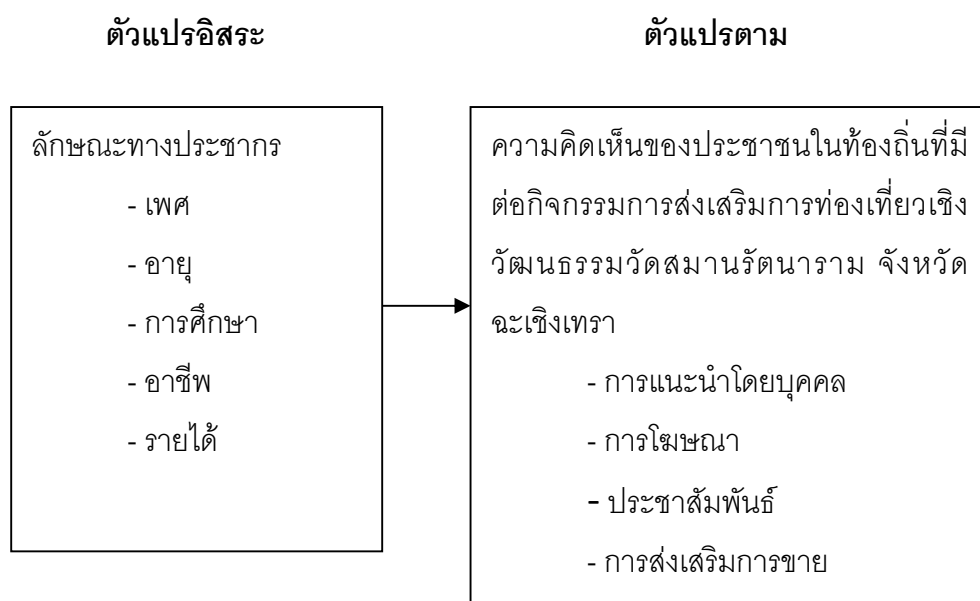 ตัวแปรอิสระ
ตัวแปรตาม
ลักษณะทางประชากร
- เพศ
- อายุ
- การศึกษา
- อาชีพ
- รายได้
ความคิดเห็นของประชาชนในท้องถิ่นที่มี
ต่อกิจกรรมการส่งเสริมการท่องเที่ยวเชิง
วัฒนธรรมวัดสมานรัตนาราม จังหวัด
ฉะเชิงเทรา
- การแนะนำโดยบุคคล
- การโฆษณา
- ประชาสัมพันธ์
- การส่งเสริมการขาย